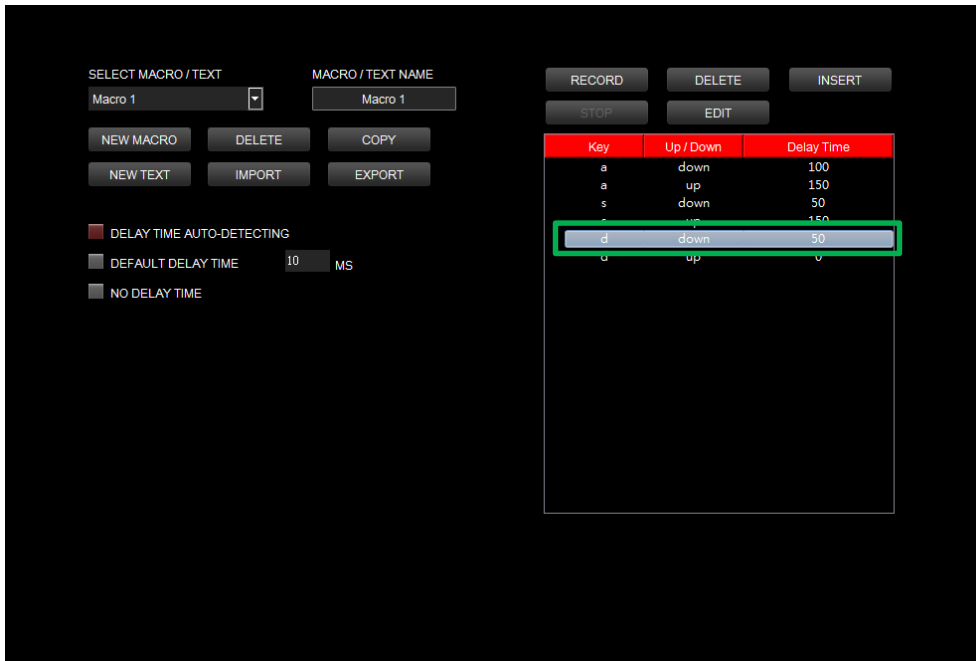 SELECT MACRO / TEXT
MACRO / TEXT NAME
Macro 1
Macro 1
NEW MACRO DELETE COPY
NEW TEXT IMPORT EXPORT
DELAY TIME AUTO-DETECTING
DEFAULT DELAY TIME 10 MS
NO DELAY TIME
RECORD DELETE INSERT
STOP EDIT
Key Up / Down Delay Time
a down 100
a up 150
s down 50
s up 150
d down 50
d up 0